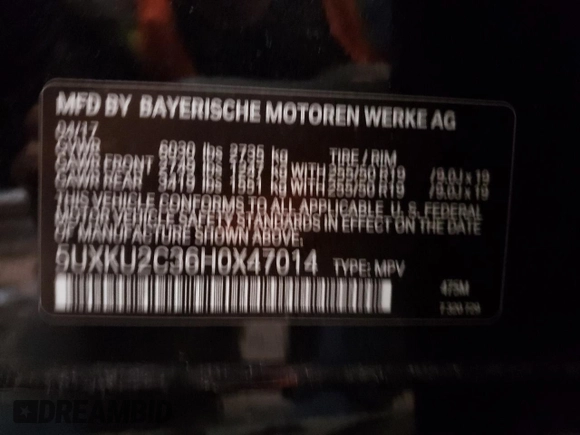 MFD BY BAYERISCHE MOTOREN WERKE AG
04/17
GVWR 6030 lbs 2735 kg TIRE / RIM
GAWR FRONT 2749 lbs 1247 kg WITH 255/50 R19 /9.0J x 19
GAWR REAR 3419 lbs 1551 kg WITH 255/50 R19 /9.0J x 19
THIS VEHICLE CONFORMS TO ALL APPLICABLE U. S. FEDERAL
MOTOR VEHICLE SAFETY STANDARDS IN EFFECT ON THE DATE
OF MANUFACTURE SHOWN ABOVE:
5UXKU2C36H0X47014 TYPE: MPV
475M
DREAMBID